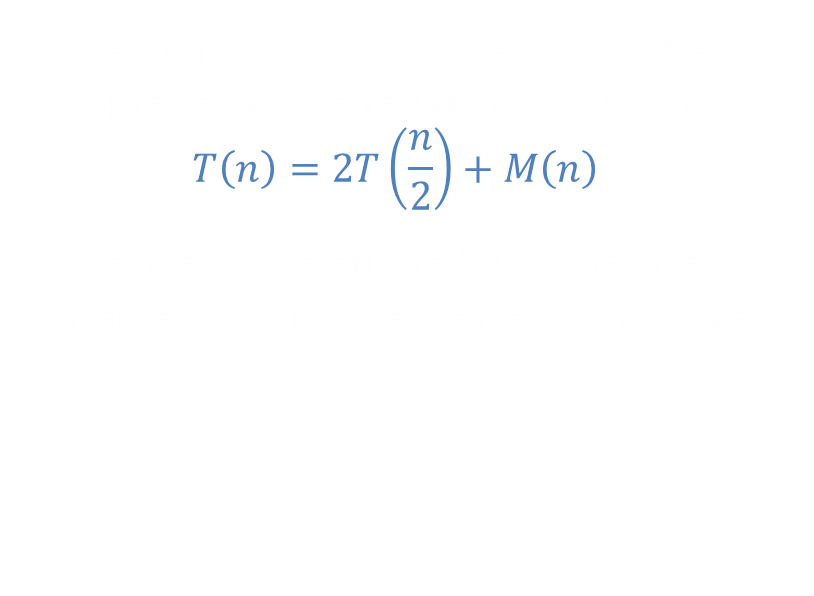 T(n) = 2T(n/2) + M(n)